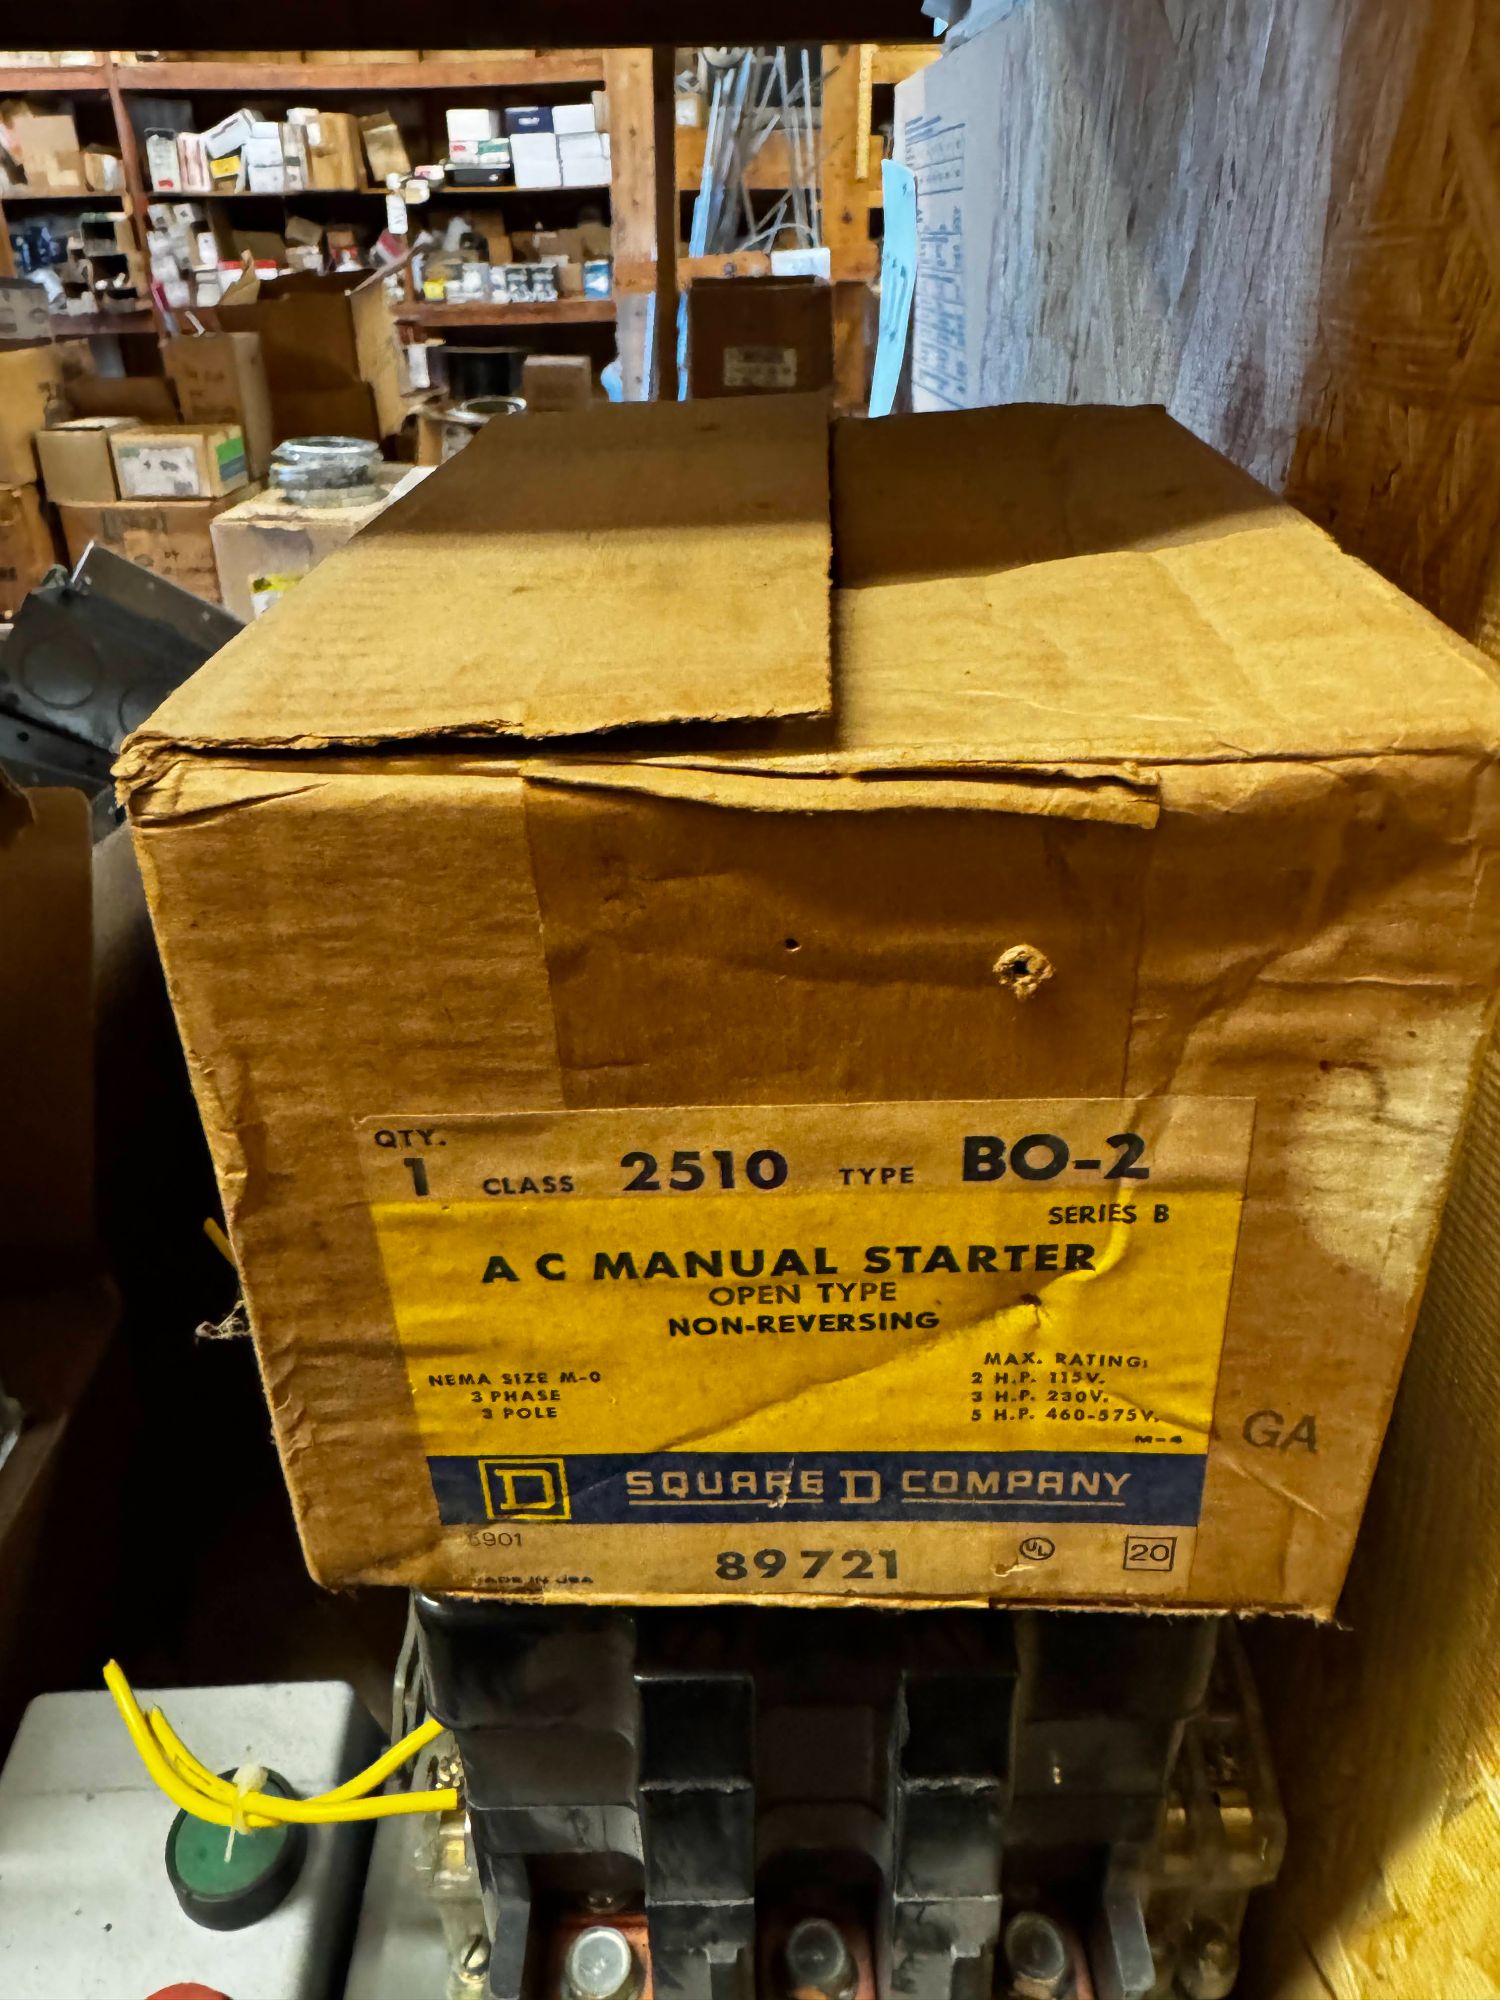 QTY.
1 CLASS 2510 TYPE BO-2
SERIES B
A C MANUAL STARTER
OPEN TYPE
NON-REVERSING
NEMA SIZE M-0
3 PHASE
3 POLE
MAX. RATING:
2 H.P. 115V.
3 H.P. 230V.
5 H.P. 460-575V.
M-4
GA
D SQUARE D COMPANY
5901
MADE IN USA
89721
UL
20